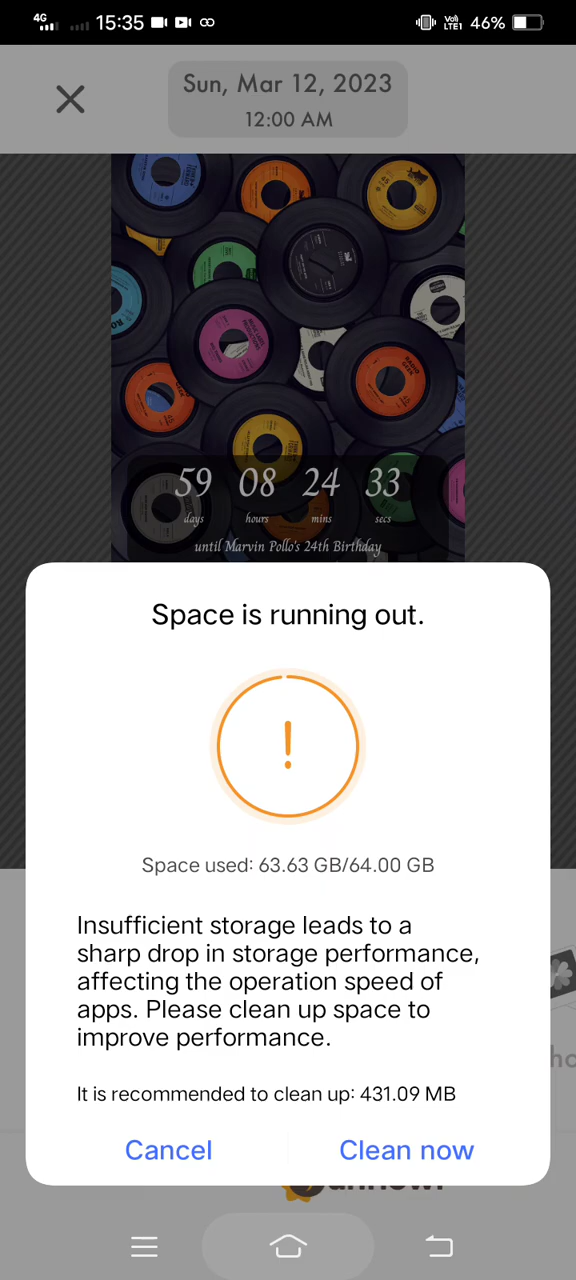 4G 15:35 Vo) LTE1 46%
Sun, Mar 12, 2023
12:00 AM
59 08 24 33
days hours mins secs
until Marvin Pollo's 24th Birthday
Space is running out.
!
Space used: 63.63 GB/64.00 GB
Insufficient storage leads to a
sharp drop in storage performance,
affecting the operation speed of
apps. Please clean up space to
improve performance.
It is recommended to clean up: 431.09 MB
Cancel Clean now